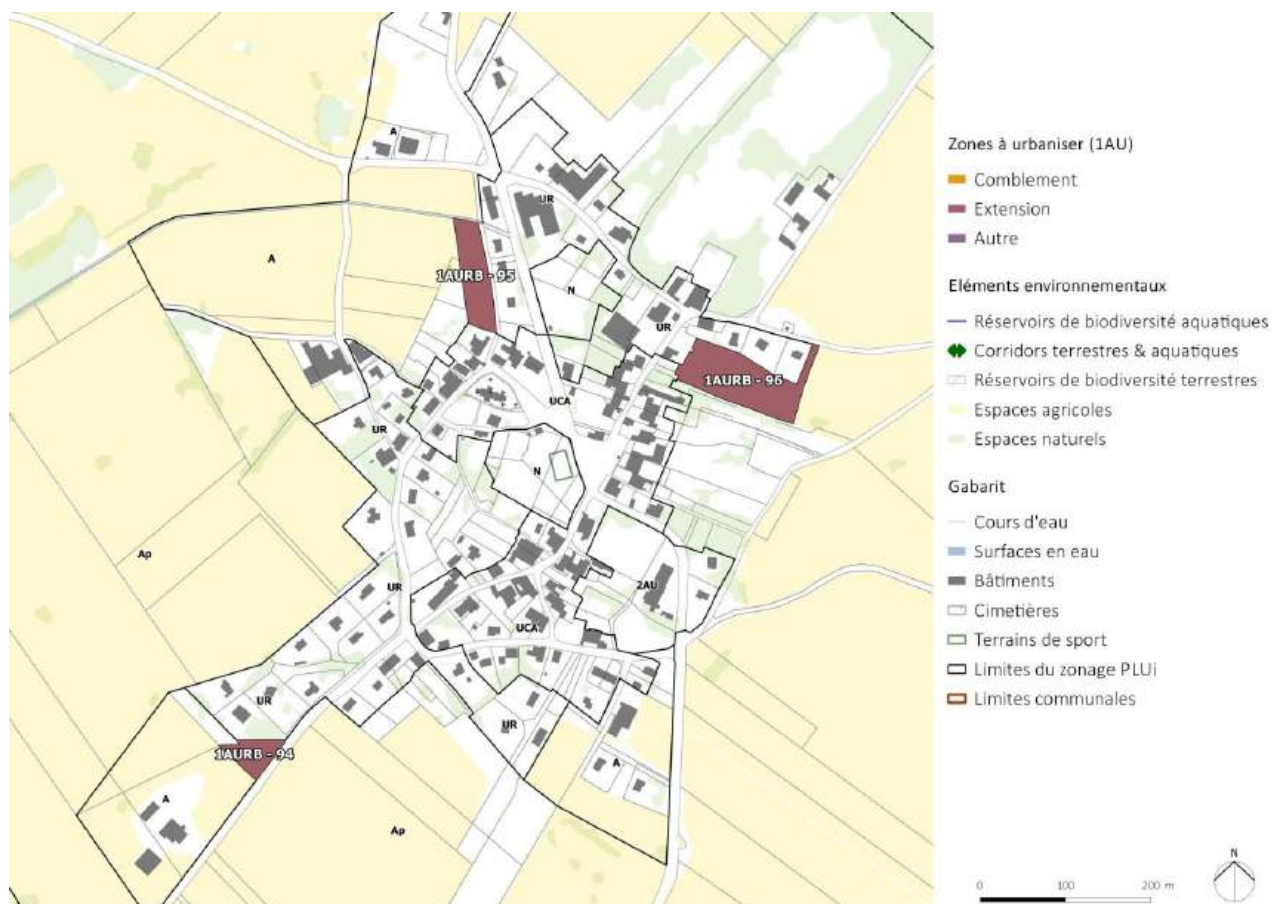 A
UR
A
1AURB - 95
N
UR
1AURB - 96
UCA
UR
N
Ap
UR
2AU
UCA
UR
UR
1AURB - 94
A
A
Ap
Zones à urbaniser (1AU)
Comblement
Extension
Autre
Eléments environnementaux
Réservoirs de biodiversité aquatiques
Corridors terrestres & aquatiques
Réservoirs de biodiversité terrestres
Espaces agricoles
Espaces naturels
Gabarit
Cours d'eau
Surfaces en eau
Bâtiments
Cimetières
Terrains de sport
Limites du zonage PLUi
Limites communales
N
0 100 200 m